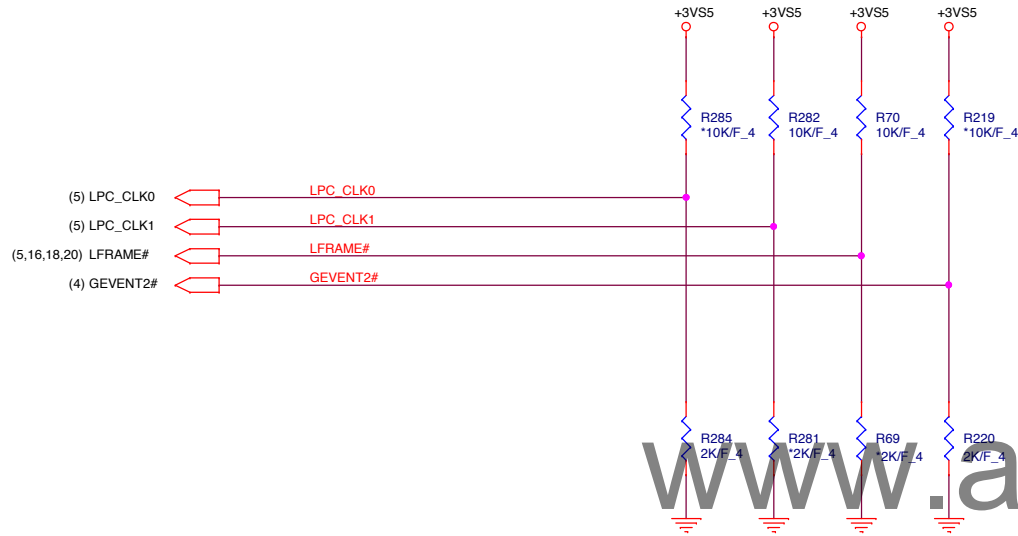 +3VS5 +3VS5 +3VS5 +3VS5
R285 R282 R70 R219
*10K/F_4 10K/F_4 10K/F_4 *10K/F_4
(5) LPC_CLK0 LPC_CLK0
(5) LPC_CLK1 LPC_CLK1
(5,16,18,20) LFRAME# LFRAME#
(4) GEVENT2# GEVENT2#
R284 R281 R69 R220
2K/F_4 *2K/F_4 *2K/F_4 2K/F_4
www.a